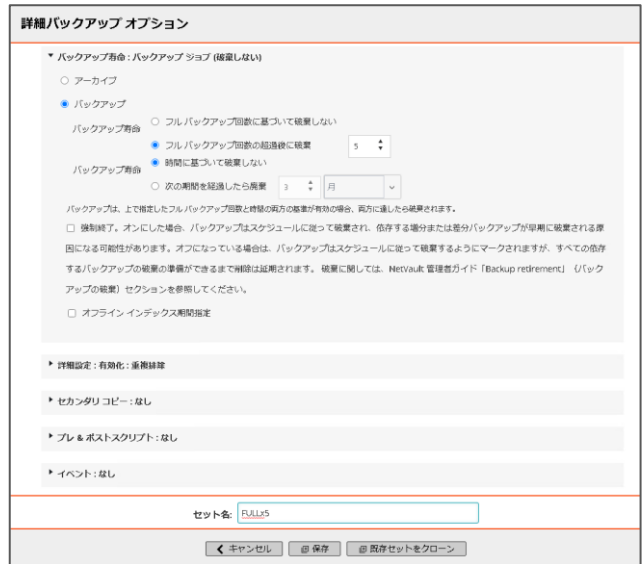 詳細バックアップ オプション
バックアップ寿命 : バックアップ ジョブ (破棄しない)
アーカイブ
バックアップ
バックアップ寿命
フル バックアップ回数に基づいて破棄しない
フル バックアップ回数の超過後に破棄 5
バックアップ寿命
時間に基づいて破棄しない
次の期間を経過したら廃棄 3 月
バックアップは、上で指定したフル バックアップ回数と時間の両方の基準が有効の場合、両方に達したら破棄されます。
強制終了。オンにした場合、バックアップはスケジュールに従って破棄され、依存する増分または差分バックアップが早期に破棄される原
因になる可能性があります。オフになっている場合は、バックアップはスケジュールに従って破棄するようにマークされますが、すべての依存
するバックアップの破棄の準備ができるまで削除は延期されます。 破棄に関しては、NetVault 管理者ガイド「Backup retirement」（バック
アップの破棄）セクションを参照してください。
オフライン インデックス期間指定
詳細設定 : 有効化 : 重複排除
セカンダリ コピー : なし
プレ & ポストスクリプト : なし
イベント : なし
セット名: FULLx5
キャンセル 保存 既存セットをクローン